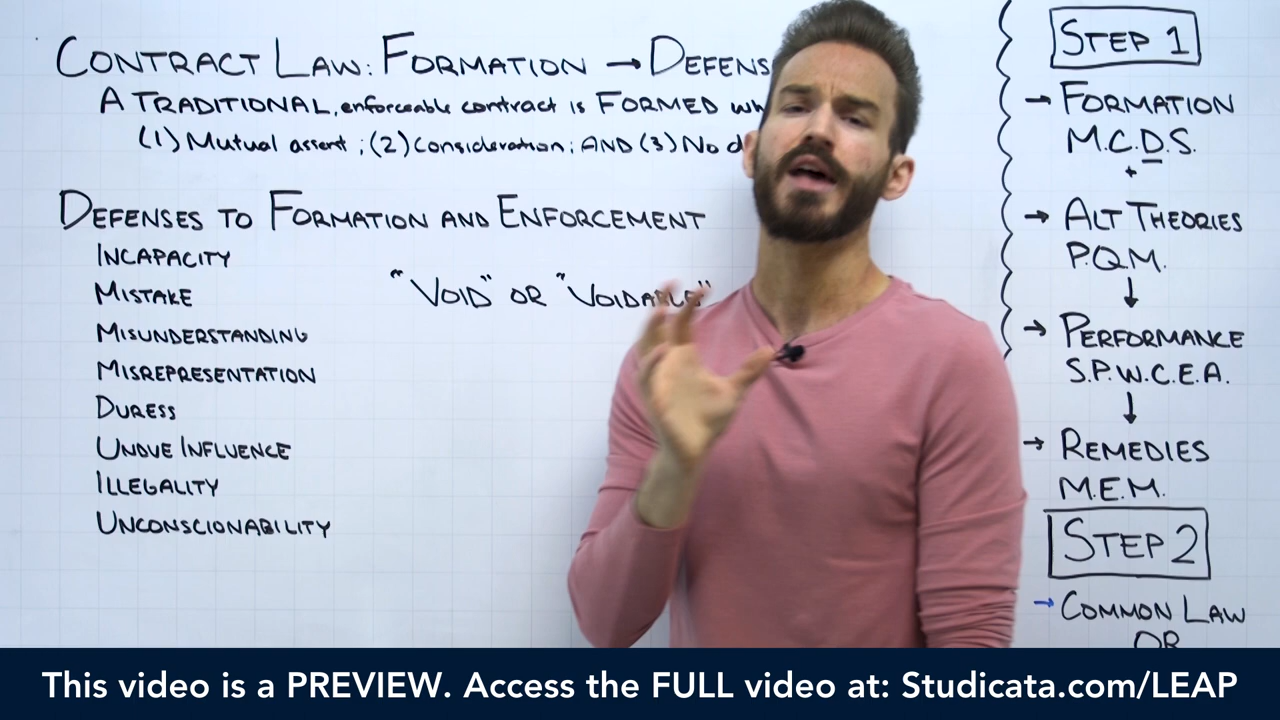 CONTRACT LAW: FORMATION → DEFENS
A TRADITIONAL, enforceable contract is FORMED wh
(1) Mutual assent; (2) Consideration; AND (3) No d
DEFENSES TO FORMATION AND ENFORCEMENT
INCAPACITY
MISTAKE
MISUNDERSTANDING
MISREPRESENTATION
DURESS
UNDUE INFLUENCE
ILLEGALITY
UNCONSCIONABILITY
"VOID" OR "VOIDABLE"
STEP 1
→ FORMATION
M.C.D.S.
+
→ ALT THEORIES
P.Q.M.
↓
→ PERFORMANCE
S.P.W.C.E.A.
↓
→ REMEDIES
M.E.M.
STEP 2
→ COMMON LAW
OR
This video is a PREVIEW. Access the FULL video at: Studicata.com/LEAP